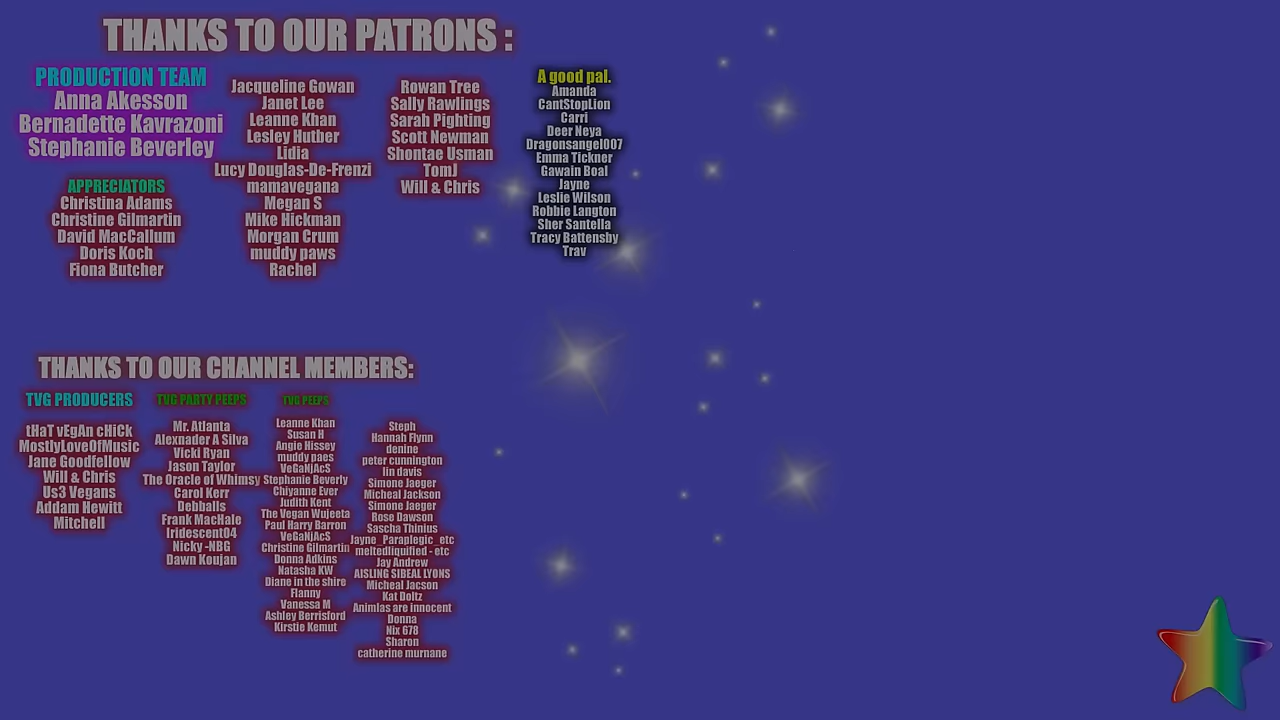 THANKS TO OUR PATRONS :
PRODUCTION TEAM
Anna Akesson
Bernadette Kavrazoni
Stephanie Beverley
APPRECIATORS
Christina Adams
Christine Gilmartin
David MacCallum
Doris Koch
Fiona Butcher
Jacqueline Gowan
Janet Lee
Leanne Khan
Lesley Huther
Lidia
Lucy Douglas-De-Frenzi
mamavegana
Megan S
Mike Hickman
Morgan Crum
muddy paws
Rachel
Rowan Tree
Sally Rawlings
Sarah Pighting
Scott Newman
Shontae Usman
TomJ
Will & Chris
A good pal.
Amanda
CantStopLion
Carri
Deer Neya
Dragonsangel007
Emma Tickner
Gawain Boal
Jayne
Leslie Wilson
Robbie Langton
Sher Santella
Tracy Battensby
Trav
THANKS TO OUR CHANNEL MEMBERS:
TVG PRODUCERS
tHaT vEgAn cHiCk
MostlyLoveOfMusic
Jane Goodfellow
Will & Chris
Us3 Vegans
Addam Hewitt
Mitchell
TVG PARTY PEEPS
Mr. Atlanta
Alexnader A Silva
Vicki Ryan
Jason Taylor
The Oracle of Whimsy
Carol Kerr
Debballs
Frank MacHale
Iridescent04
Nicky -NBG
Dawn Koujan
TVG PEEPS
Leanne Khan
Susan H
Angie Hissey
muddy paes
VeGaNjAcS
Stephanie Beverly
Chiyanne Ever
Judith Kent
The Vegan Wujeeta
Paul Harry Barron
VeGaNjAcS
Christine Gilmartin
Donna Adkins
Natasha KW
Diane in the shire
Flanny
Vanessa M
Ashley Berrisford
Kirstie Kemut
Steph
Hannah Flynn
denine
peter cunnington
lin davis
Simone Jaeger
Micheal Jackson
Simone Jaeger
Rose Dawson
Sascha Thinius
Jayne_Paraplegic_etc
meltedliquified - etc
Jay Andrew
AISLING SIBEAL LYONS
Micheal Jacson
Kat Doltz
Animlas are innocent
Donna
Nix 678
Sharon
catherine murnane